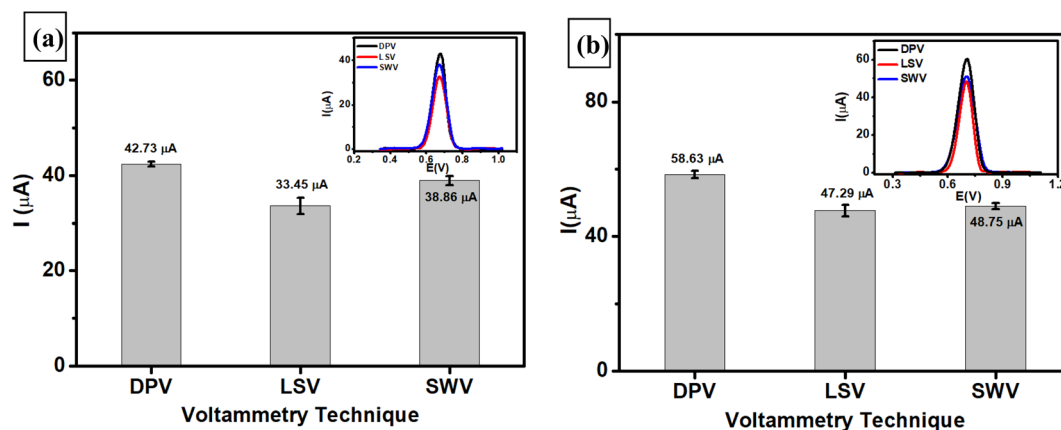 (a)
60
40
20
0
I (μA)
42.73 μA
33.45 μA
38.86 μA
DPV LSV SWV
Voltammetry Technique
DPV
LSV
SWV
40
20
0
I(μA)
0.2 0.4 0.6 0.8 1.0
E(V)
(b)
80
40
0
I(μA)
58.63 μA
47.29 μA
48.75 μA
DPV LSV SWV
Voltammetry Technique
DPV
LSV
SWV
60
40
20
0
I(μA)
0.3 0.6 0.9 1.2
E(V)